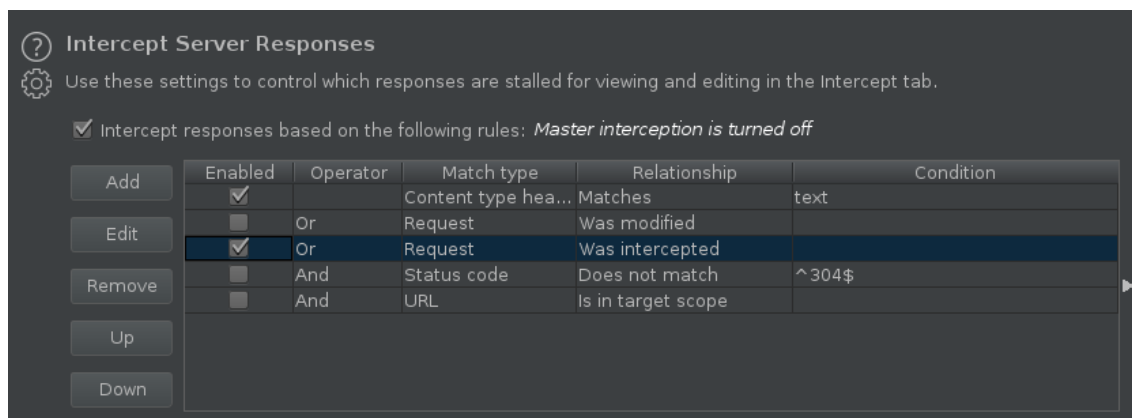 Intercept Server Responses
Use these settings to control which responses are stalled for viewing and editing in the Intercept tab.
Intercept responses based on the following rules: Master interception is turned off
Add
Edit
Remove
Up
Down
Enabled Operator Match type Relationship Condition
Content type hea... Matches text
Or Request Was modified
Or Request Was intercepted
And Status code Does not match ^304$
And URL Is in target scope